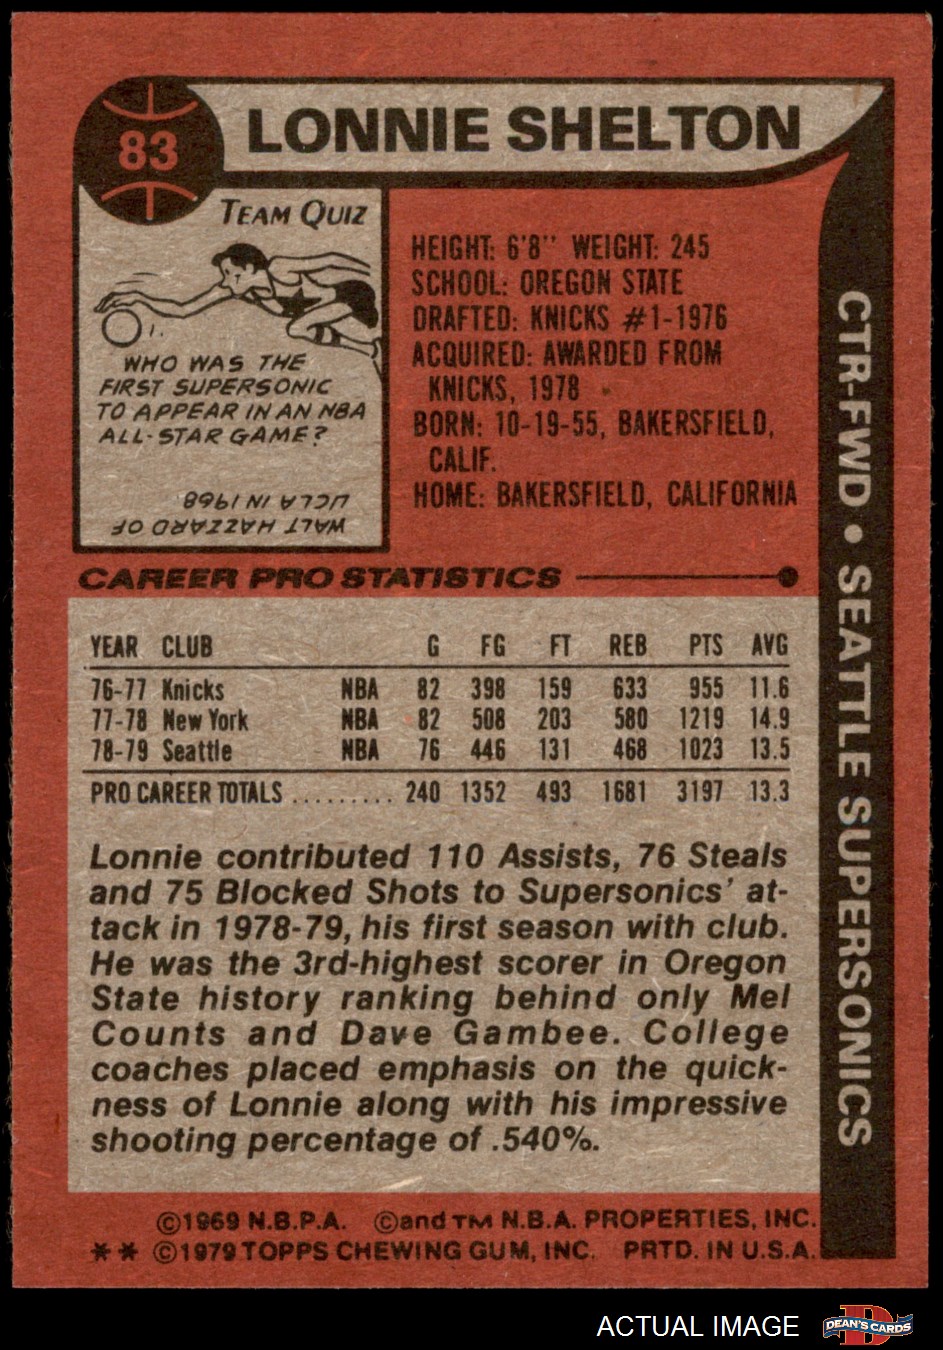 83
LONNIE SHELTON
TEAM QUIZ
WHO WAS THE
FIRST SUPERSONIC
TO APPEAR IN AN NBA
ALL-STAR GAME?
WALT HAZZARD OF
UCLA IN 1968
HEIGHT: 6'8" WEIGHT: 245
SCHOOL: OREGON STATE
DRAFTED: KNICKS #1-1976
ACQUIRED: AWARDED FROM
KNICKS, 1978
BORN: 10-19-55, BAKERSFIELD,
CALIF.
HOME: BAKERSFIELD, CALIFORNIA
CTR-FWD • SEATTLE SUPERSONICS
CAREER PRO STATISTICS
YEAR CLUB G FG FT REB PTS AVG
76-77 Knicks NBA 82 398 159 633 955 11.6
77-78 New York NBA 82 508 203 580 1219 14.9
78-79 Seattle NBA 76 446 131 468 1023 13.5
PRO CAREER TOTALS ......... 240 1352 493 1681 3197 13.3
Lonnie contributed 110 Assists, 76 Steals
and 75 Blocked Shots to Supersonics' at-
tack in 1978-79, his first season with club.
He was the 3rd-highest scorer in Oregon
State history ranking behind only Mel
Counts and Dave Gambee. College
coaches placed emphasis on the quick-
ness of Lonnie along with his impressive
shooting percentage of .540%.
©1969 N.B.P.A. ©and TM N.B.A. PROPERTIES, INC.
** ©1979 TOPPS CHEWING GUM, INC. PRTD. IN U.S.A.
ACTUAL IMAGE
DEAN'S CARDS